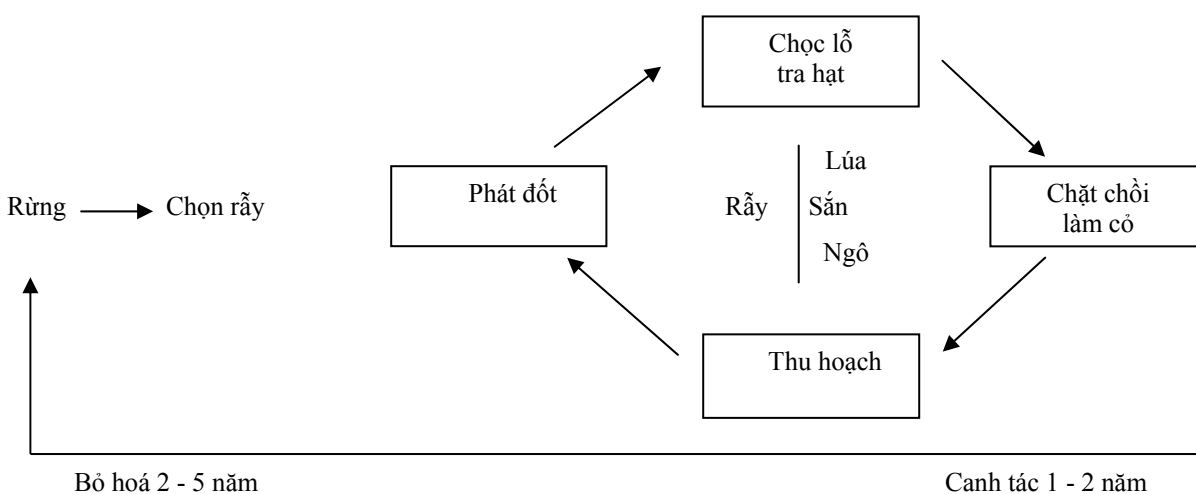 Chọc lỗ
tra hạt
Rừng
Chọn rẫy
Phát đốt
Rẫy
Lúa
Sắn
Ngô
Chặt chồi
làm cỏ
Thu hoạch
Bỏ hoá 2 - 5 năm
Canh tác 1 - 2 năm